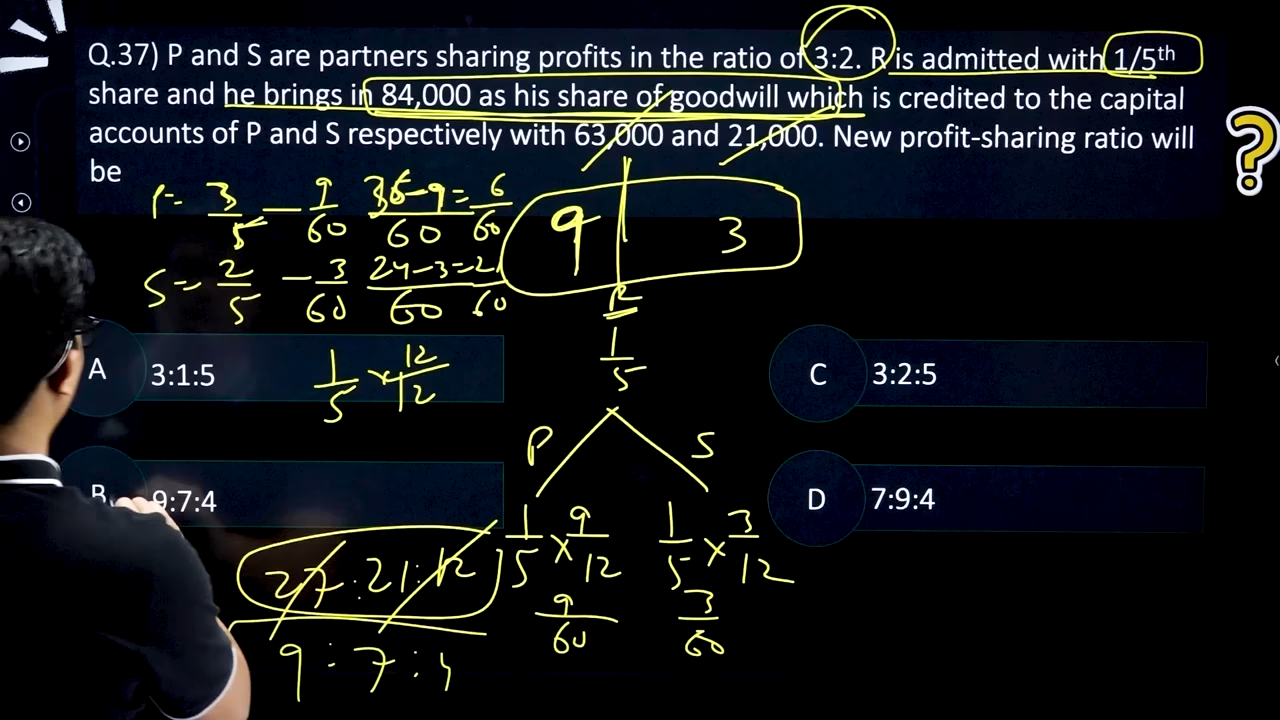 Q.37) P and S are partners sharing profits in the ratio of 3:2. R is admitted with 1/5th
share and he brings in 84,000 as his share of goodwill which is credited to the capital
accounts of P and S respectively with 63,000 and 21,000. New profit-sharing ratio will
be
P = 3/5 - 9/60 36-9/60 = 6/60
S = 2/5 - 3/60 24-3/60 = 21/60
9 3
R
1/5
A 3:1:5
1/5 × 12/12
C 3:2:5
P S
B 9:7:4
D 7:9:4
1/5 × 9/12 1/5 × 3/12
27:21:12
9/60 3/60
9:7:4
?